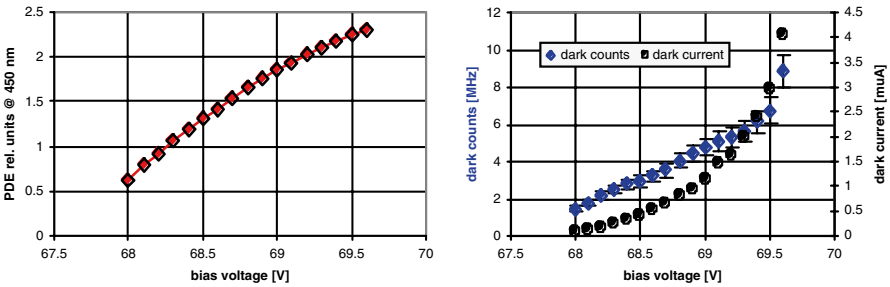 2.5
2
1.5
1
0.5
0
67.5 68 68.5 69 69.5 70
PDE rel. units @ 450 nm
bias voltage [V]
12
10
8
6
4
2
0
dark counts [MHz]
dark counts dark current
4.5
4
3.5
3
2.5
2
1.5
1
0.5
0
dark current [muA]
67.5 68 68.5 69 69.5 70
bias voltage [V]